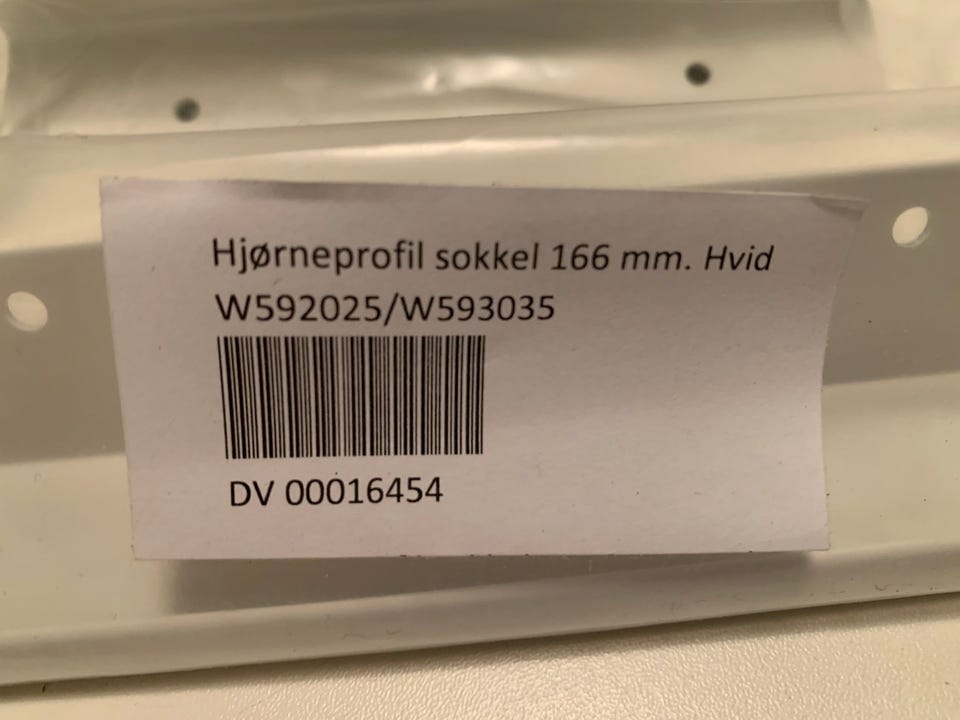 Hjørneprofil sokkel 166 mm. Hvid
W592025/W593035
DV 00016454